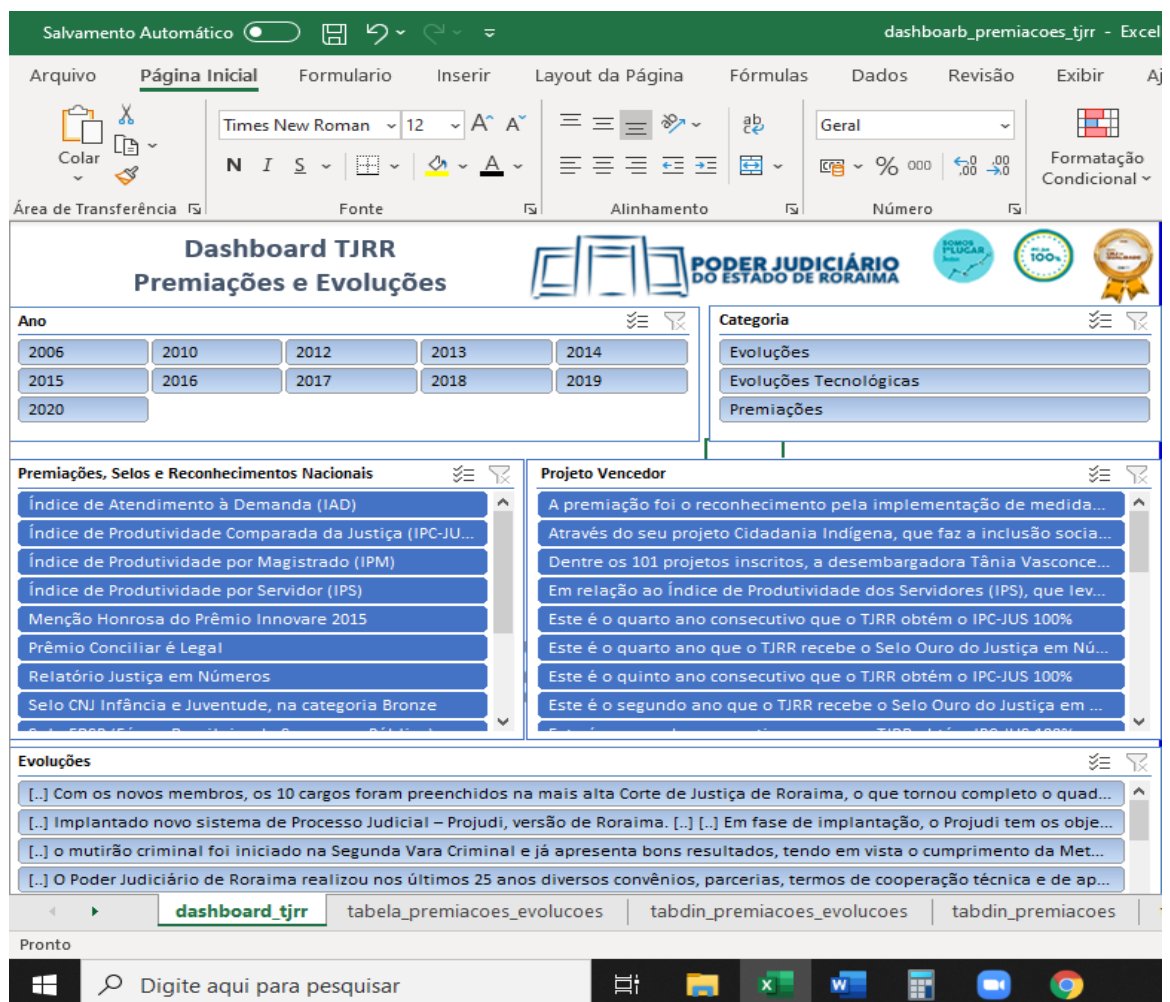 Salvamento Automático dashboarb_premiacoes_tjrr - Excel
Arquivo Página Inicial Formulario Inserir Layout da Página Fórmulas Dados Revisão Exibir Aj
Colar
Times New Roman 12 A A ab c Geral
N I S A % 000 ,00 ,0
Formatação
Condicional
Área de Transferência Fonte Alinhamento Número
Dashboard TJRR
Premiações e Evoluções
PODER JUDICIÁRIO
DO ESTADO DE RORAIMA
SOMOS
1º LUGAR
100%
Ano
2006 2010 2012 2013 2014
2015 2016 2017 2018 2019
2020
Categoria
Evoluções
Evoluções Tecnológicas
Premiações
Premiações, Selos e Reconhecimentos Nacionais
Índice de Atendimento à Demanda (IAD)
Índice de Produtividade Comparada da Justiça (IPC-JU...
Índice de Produtividade por Magistrado (IPM)
Índice de Produtividade por Servidor (IPS)
Menção Honrosa do Prêmio Innovare 2015
Prêmio Conciliar é Legal
Relatório Justiça em Números
Selo CNJ Infância e Juventude, na categoria Bronze
Projeto Vencedor
A premiação foi o reconhecimento pela implementação de medida...
Através do seu projeto Cidadania Indígena, que faz a inclusão socia...
Dentre os 101 projetos inscritos, a desembargadora Tânia Vasconce...
Em relação ao Índice de Produtividade dos Servidores (IPS), que lev...
Este é o quarto ano consecutivo que o TJRR obtém o IPC-JUS 100%
Este é o quarto ano que o TJRR recebe o Selo Ouro do Justiça em Nú...
Este é o quinto ano consecutivo que o TJRR obtém o IPC-JUS 100%
Este é o segundo ano que o TJRR recebe o Selo Ouro do Justiça em ...
Evoluções
[..] Com os novos membros, os 10 cargos foram preenchidos na mais alta Corte de Justiça de Roraima, o que tornou completo o quad...
[..] Implantado novo sistema de Processo Judicial – Projudi, versão de Roraima. [..] [..] Em fase de implantação, o Projudi tem os obje...
[..] o mutirão criminal foi iniciado na Segunda Vara Criminal e já apresenta bons resultados, tendo em vista o cumprimento da Met...
[..] O Poder Judiciário de Roraima realizou nos últimos 25 anos diversos convênios, parcerias, termos de cooperação técnica e de ap...
dashboard_tjrr tabela_premiacoes_evolucoes tabdin_premiacoes_evolucoes tabdin_premiacoes
Pronto
Digite aqui para pesquisar